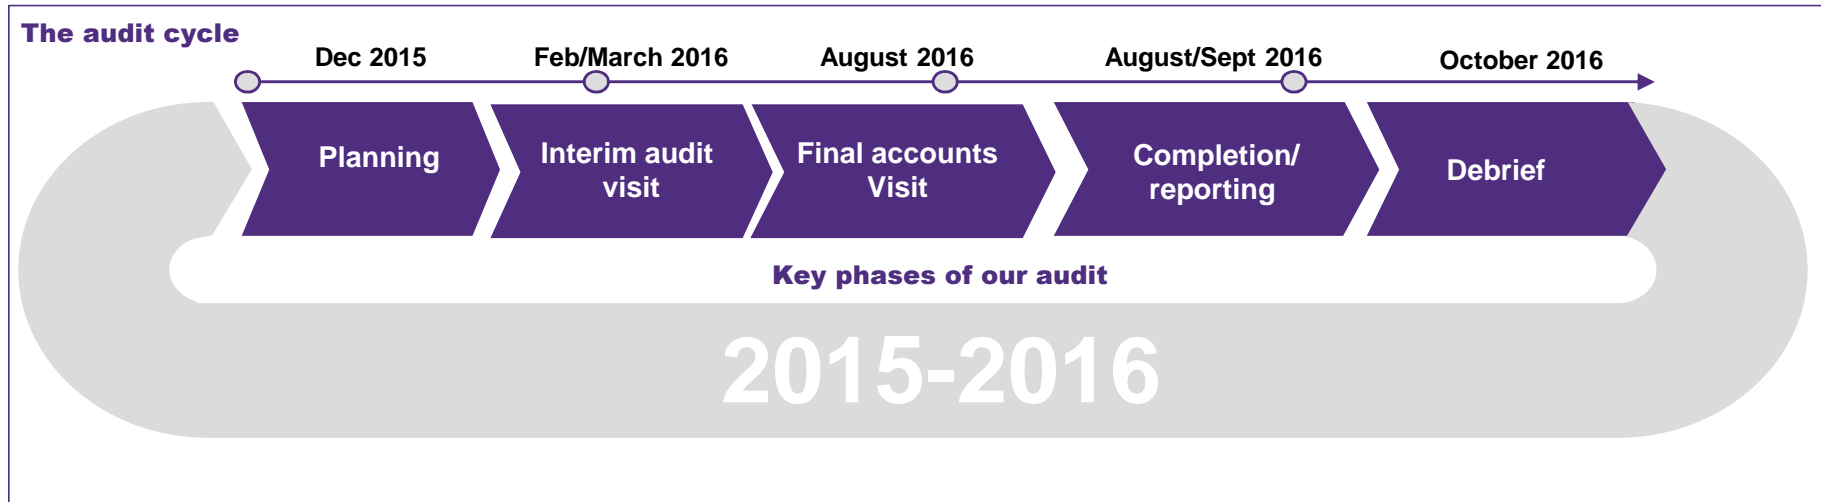 The audit cycle
Dec 2015
Feb/March 2016
August 2016
August/Sept 2016
October 2016
Planning
Interim audit
visit
Final accounts
Visit
Completion/
reporting
Debrief
Key phases of our audit
2015-2016